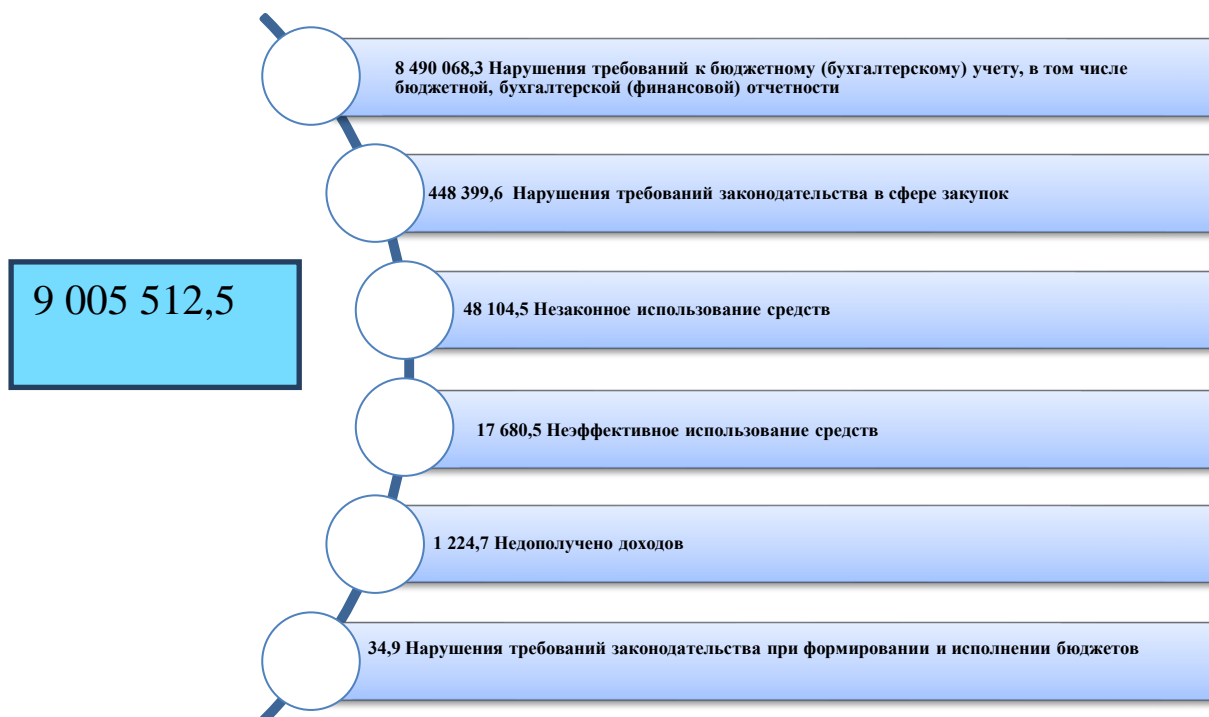 8 490 068,3 Нарушения требований к бюджетному (бухгалтерскому) учету, в том числе
бюджетной, бухгалтерской (финансовой) отчетности
448 399,6 Нарушения требований законодательства в сфере закупок
9 005 512,5
48 104,5 Незаконное использование средств
17 680,5 Неэффективное использование средств
1 224,7 Недополучено доходов
34,9 Нарушения требований законодательства при формировании и исполнении бюджетов